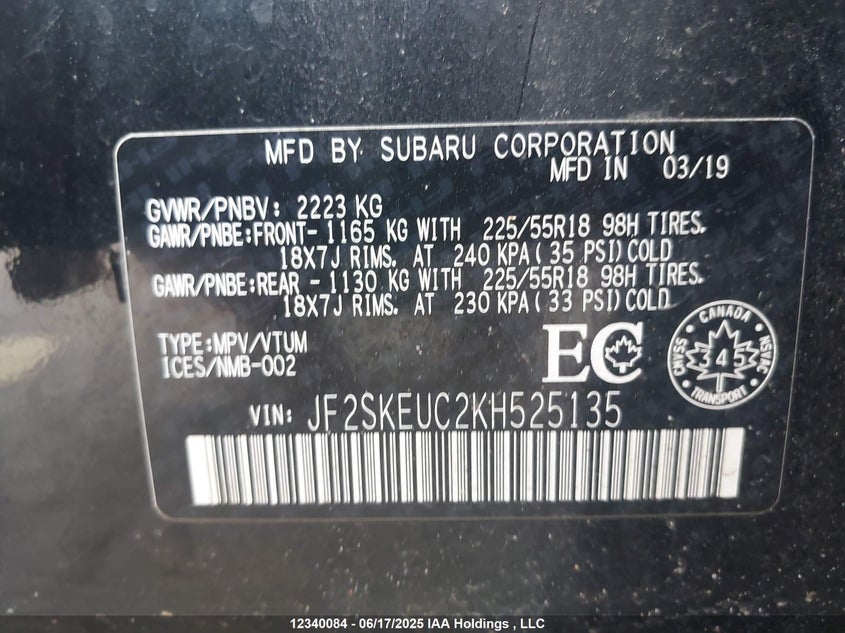 MFD BY SUBARU CORPORATION
MFD IN 03/19
GVWR/PNBV: 2223 KG
GAWR/PNBE:FRONT- 1165 KG WITH 225/55R18 98H TIRES.
18X7J RIMS. AT 240 KPA( 35 PSI)COLD
GAWR/PNBE:REAR - 1130 KG WITH 225/55R18 98H TIRES.
18X7J RIMS. AT 230 KPA( 33 PSI)COLD
TYPE:MPV/VTUM
ICES/NMB-002
EC
CANADA
CMVSS 345 NSVAC
TRANSPORT
VIN: JF2SKEUC2KH525135
12340084 - 06/17/2025 IAA Holdings , LLC